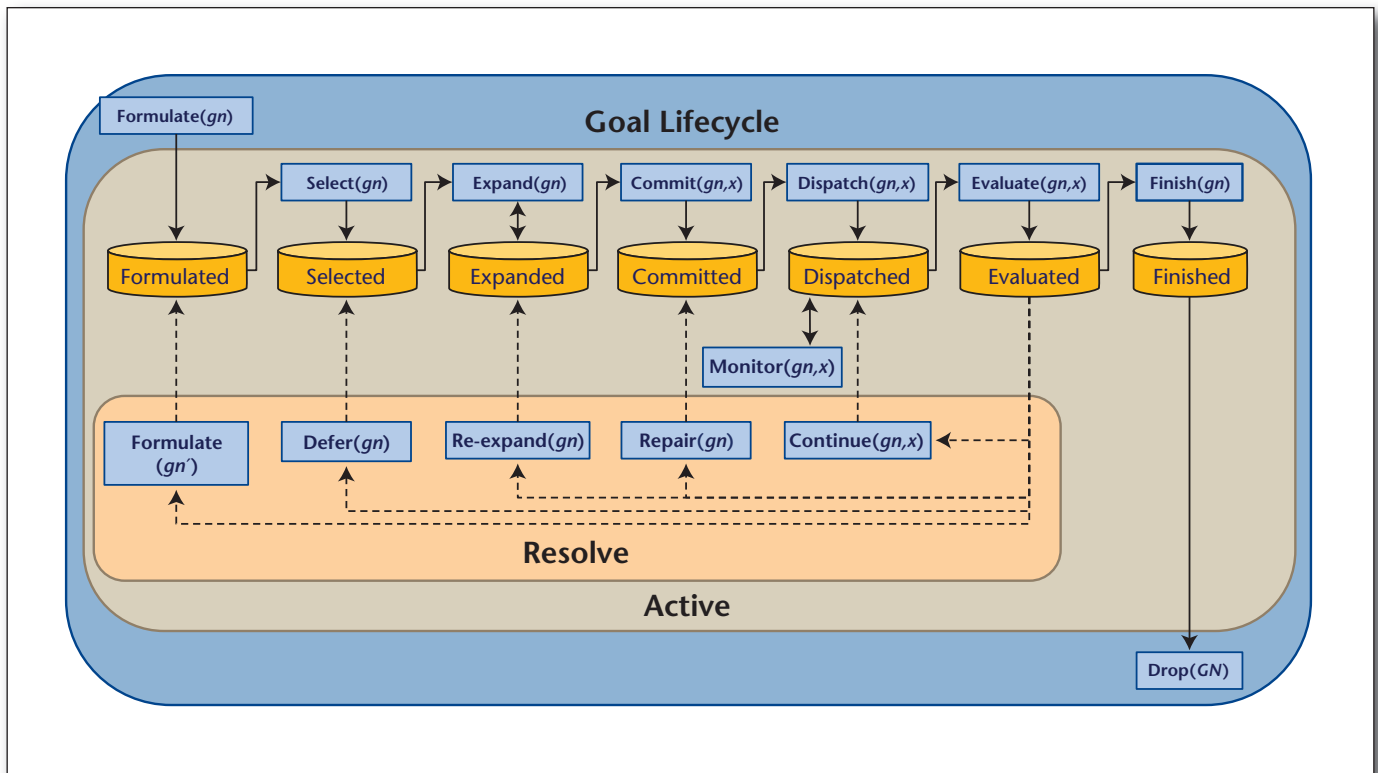 Formulate(gn)
Goal Lifecycle
Select(gn)
Expand(gn)
Commit(gn,x)
Dispatch(gn,x)
Evaluate(gn,x)
Finish(gn)
Formulated
Selected
Expanded
Committed
Dispatched
Evaluated
Finished
Monitor(gn,x)
Formulate
(gn′)
Defer(gn)
Re-expand(gn)
Repair(gn)
Continue(gn,x)
Resolve
Active
Drop(GN)